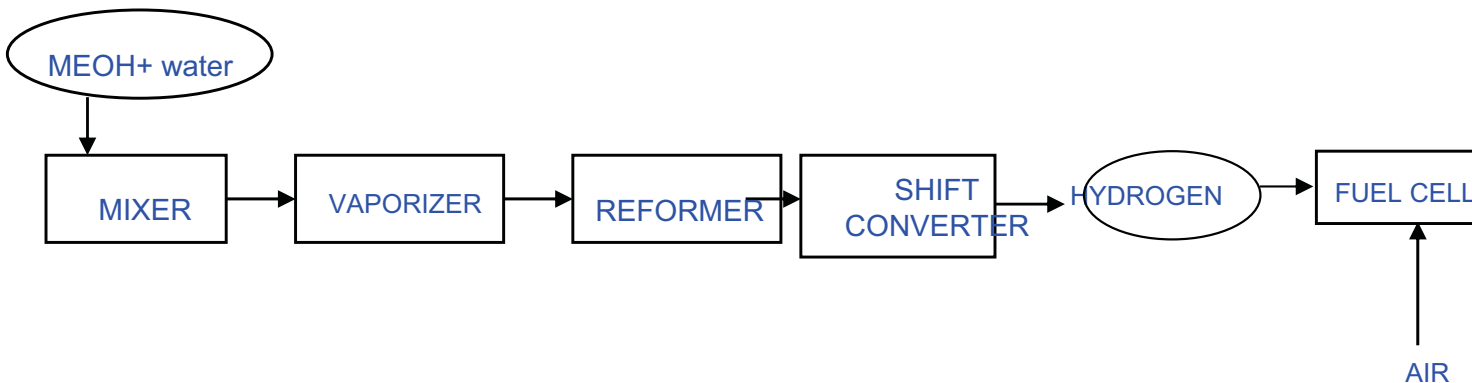 MEOH+ water
MIXER
VAPORIZER
REFORMER
SHIFT
CONVERTER
HYDROGEN
FUEL CELL
AIR